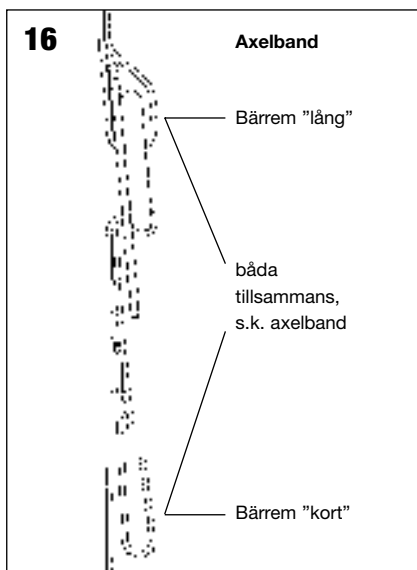 16
Axelband
Bärrem ”lång”
båda
tillsammans,
s.k. axelband
Bärrem ”kort”